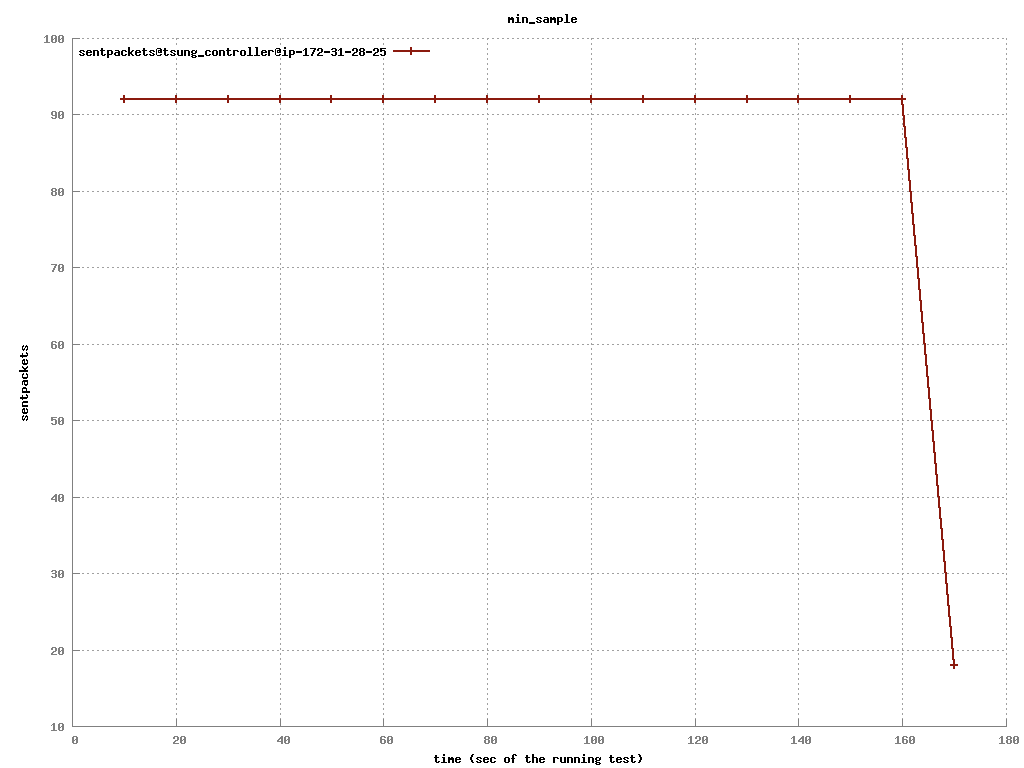 min_sample
sentpackets@tsung_controller@ip-172-31-28-25
100
90
80
70
60
50
40
30
20
10
sentpackets
0 20 40 60 80 100 120 140 160 180
time (sec of the running test)